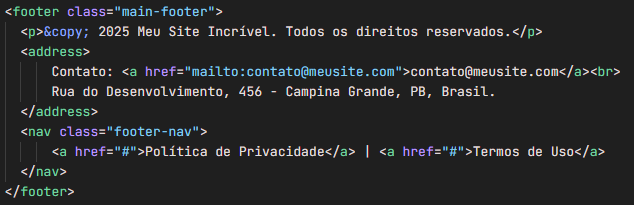 <footer class="main-footer">
  <p>&copy; 2025 Meu Site Incrível. Todos os direitos reservados.</p>
  <address>
      Contato: <a href="mailto:contato@meusite.com">contato@meusite.com</a><br>
      Rua do Desenvolvimento, 456 - Campina Grande, PB, Brasil.
  </address>
  <nav class="footer-nav">
      <a href="#">Política de Privacidade</a> | <a href="#">Termos de Uso</a>
  </nav>
</footer>